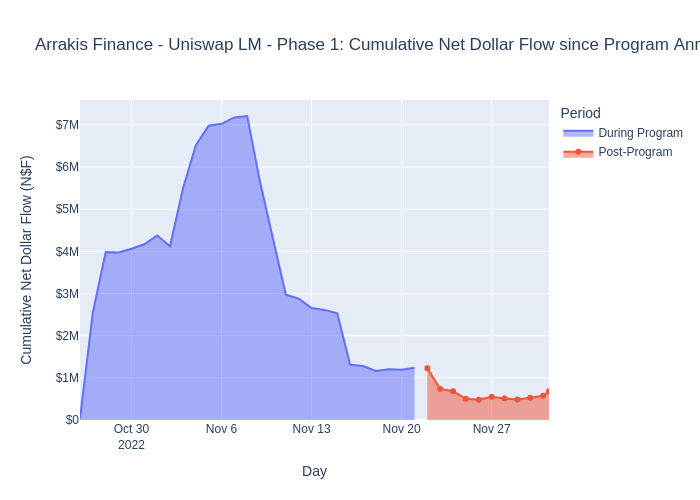 Arrakis Finance - Uniswap LM - Phase 1: Cumulative Net Dollar Flow since Program
Period
During Program
Post-Program
Cumulative Net Dollar Flow (N$F)
$7M
$6M
$5M
$4M
$3M
$2M
$1M
$0
Oct 30
2022
Nov 6
Nov 13
Nov 20
Nov 27
Day